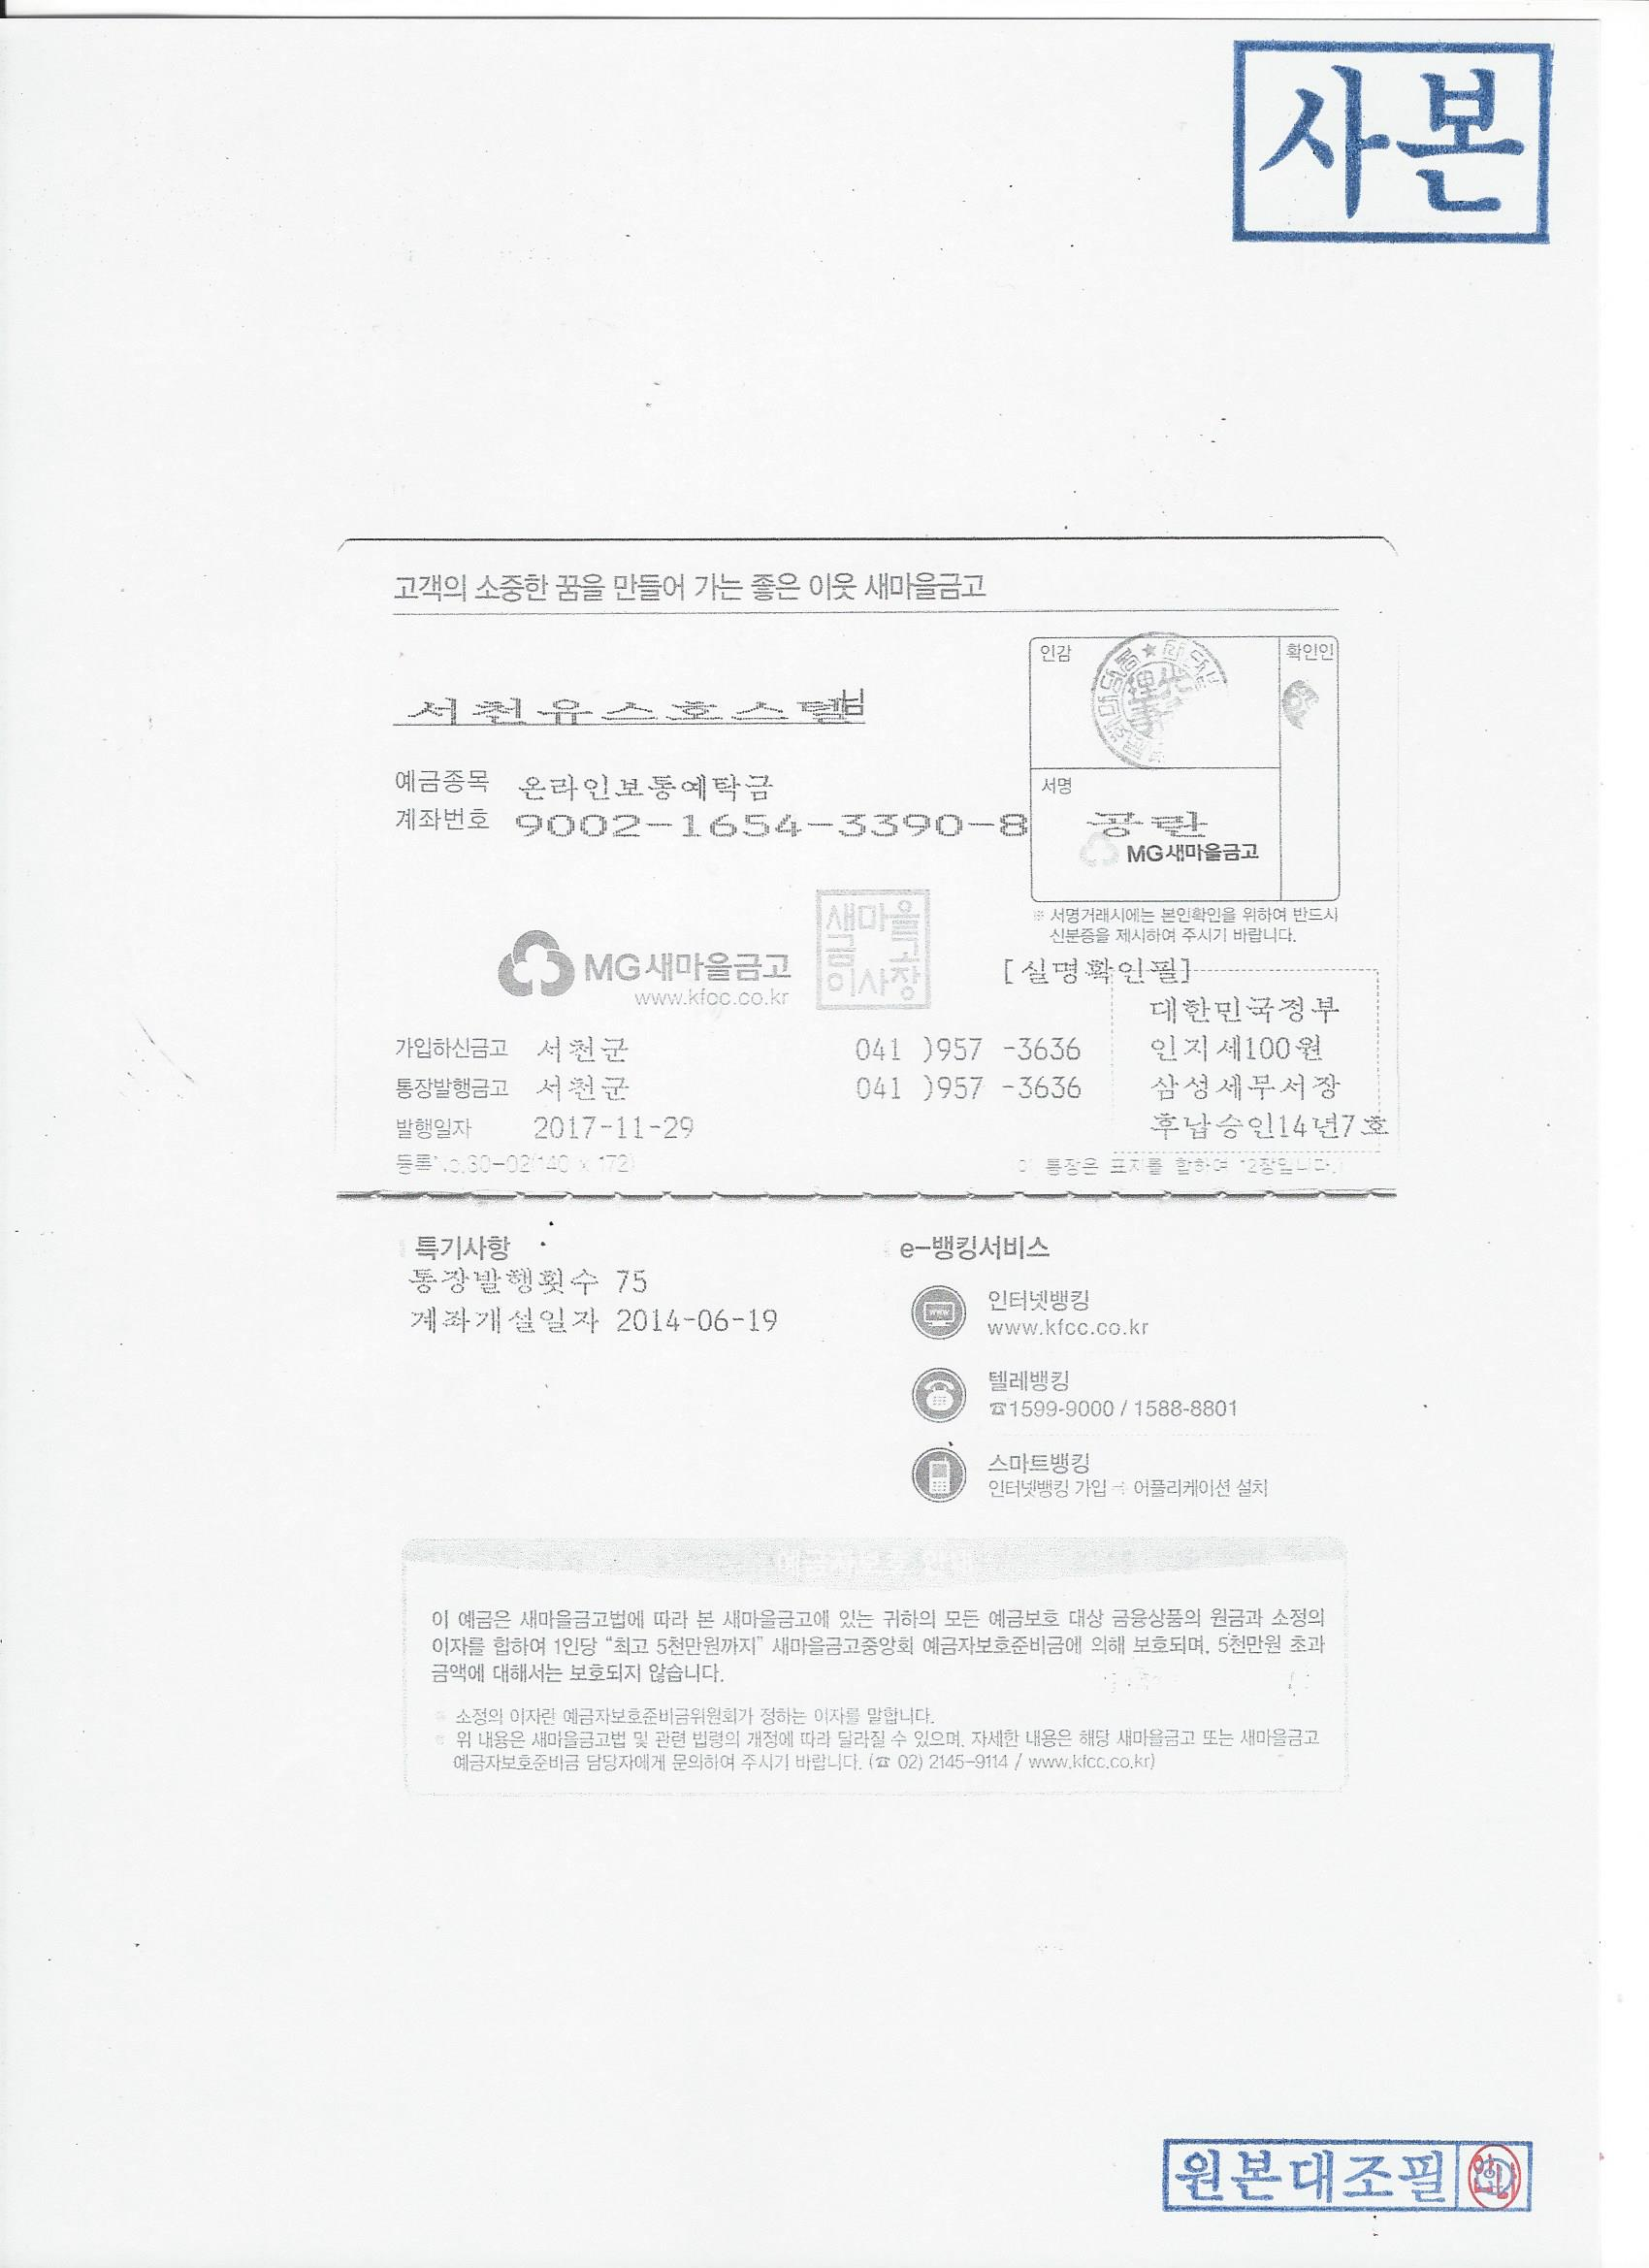 사본
고객의 소중한 꿈을 만들어 가는 좋은 이웃 새마을금고
인감
확인인
서천유스호스텔님
예금종목 온라인보통예탁금
계좌번호 9002-1654-3390-8
서명
공란
MG새마을금고
※ 서명거래시에는 본인확인을 위하여 반드시
신분증을 제시하여 주시기 바랍니다.
MG새마을금고
www.kfcc.co.kr
새마을
금고
이사장
[실명확인필]
대한민국정부
인지세100원
삼성세무서장
후납승인14년7호
가입하신금고 서천군 041 )957 -3636
통장발행금고 서천군 041 )957 -3636
발행일자 2017-11-29
(이 통장은 표지를 합하여 12장입니다.)
특기사항
통장발행횟수 75
계좌개설일자 2014-06-19
e-뱅킹서비스
인터넷뱅킹
www.kfcc.co.kr
텔레뱅킹
☎1599-9000 / 1588-8801
스마트뱅킹
인터넷뱅킹 가입 → 어플리케이션 설치
예금자보호 안내
이 예금은 새마을금고법에 따라 본 새마을금고에 있는 귀하의 모든 예금보호 대상 금융상품의 원금과 소정의
이자를 합하여 1인당 “최고 5천만원까지” 새마을금고중앙회 예금자보호준비금에 의해 보호되며, 5천만원 초과
금액에 대해서는 보호되지 않습니다.
소정의 이자란 예금자보호준비금위원회가 정하는 이자를 말합니다.
위 내용은 새마을금고법 및 관련 법령의 개정에 따라 달라질 수 있으며, 자세한 내용은 해당 새마을금고 또는 새마을금고
예금자보호준비금 담당자에게 문의하여 주시기 바랍니다. (☎ 02) 2145-9114 / www.kfcc.co.kr)
원본대조필